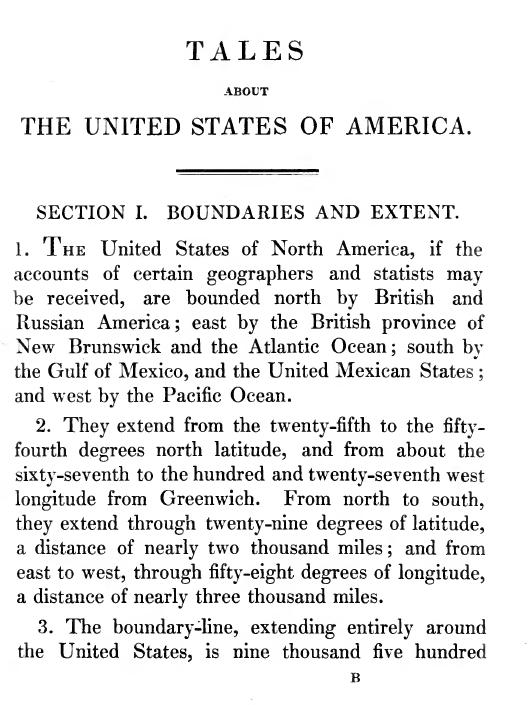 TALES
ABOUT
THE UNITED STATES OF AMERICA.
SECTION I. BOUNDARIES AND EXTENT.
1. THE United States of North America, if the
accounts of certain geographers and statists may
be received, are bounded north by British and
Russian America; east by the British province of
New Brunswick and the Atlantic Ocean; south by
the Gulf of Mexico, and the United Mexican States;
and west by the Pacific Ocean.
2. They extend from the twenty-fifth to the fifty-
fourth degrees north latitude, and from about the
sixty-seventh to the hundred and twenty-seventh west
longitude from Greenwich. From north to south,
they extend through twenty-nine degrees of latitude,
a distance of nearly two thousand miles; and from
east to west, through fifty-eight degrees of longitude,
a distance of nearly three thousand miles.
3. The boundary-line, extending entirely around
the United States, is nine thousand five hundred
B